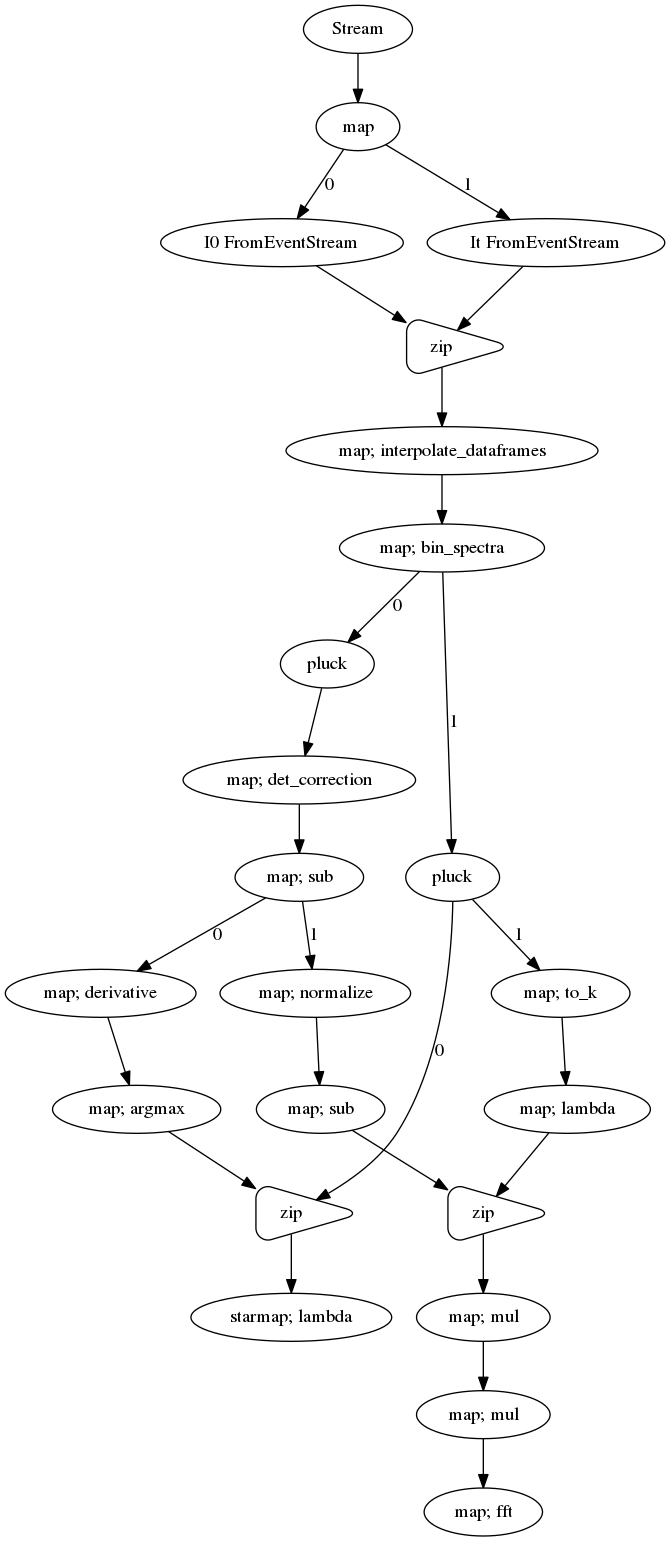 Stream
map
0
1
I0 FromEventStream
It FromEventStream
zip
map; interpolate_dataframes
map; bin_spectra
0
pluck
1
map; det_correction
map; sub
pluck
0
1
1
map; derivative
map; normalize
map; to_k
0
map; argmax
map; sub
map; lambda
zip
zip
starmap; lambda
map; mul
map; mul
map; fft